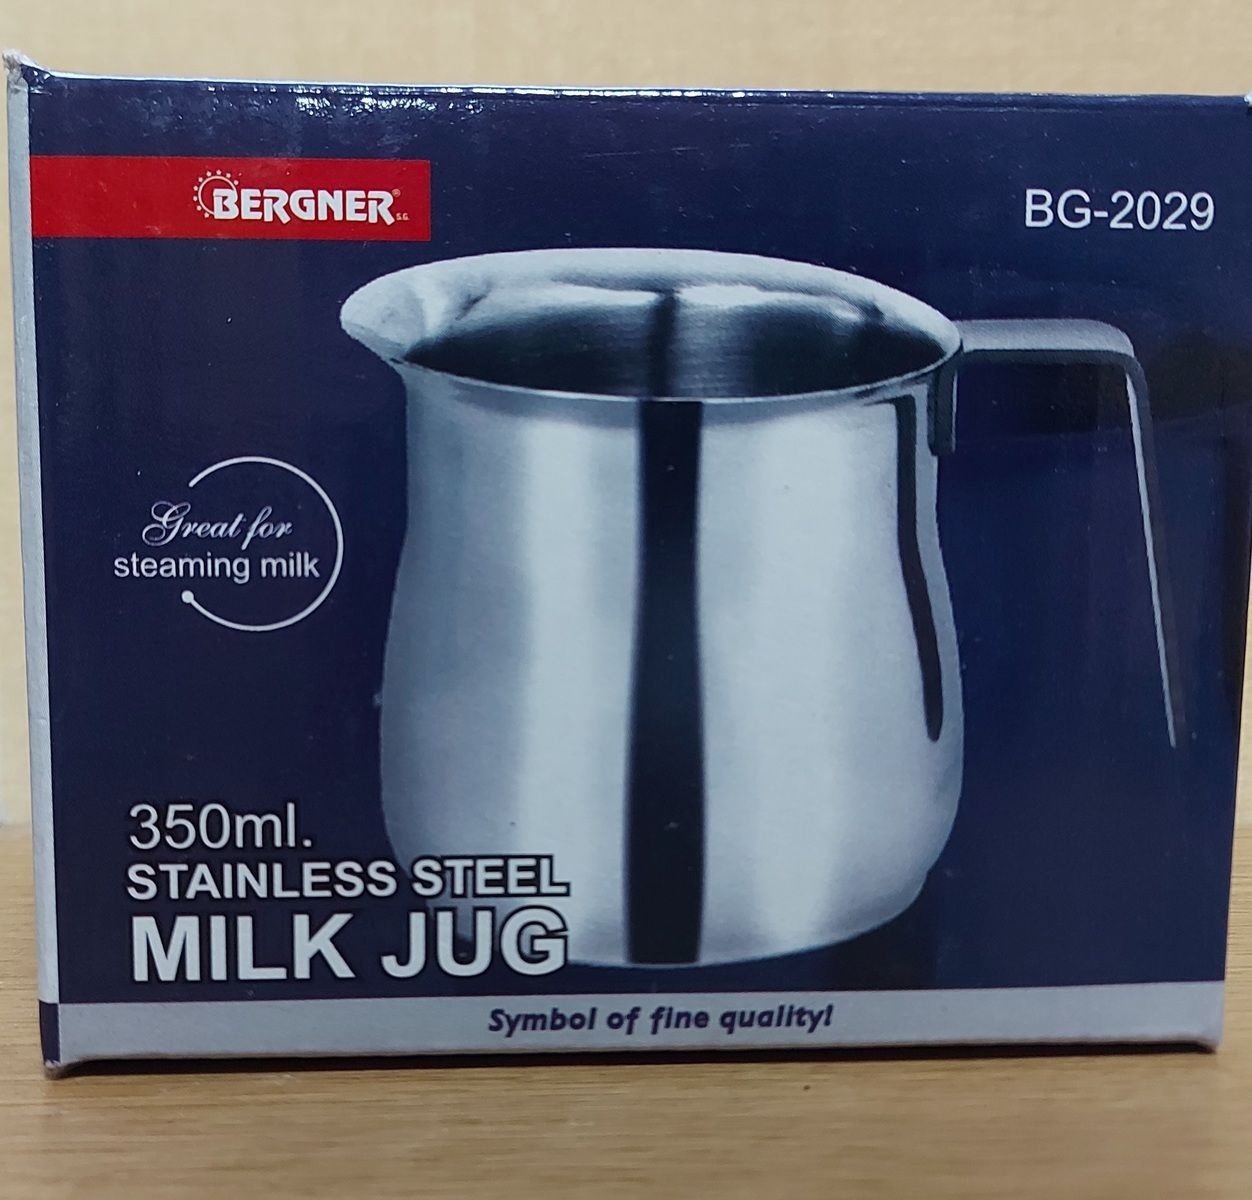 BERGNER® S.G.
BG-2029
Great for
steaming milk
350ml.
STAINLESS STEEL
MILK JUG
Symbol of fine quality!